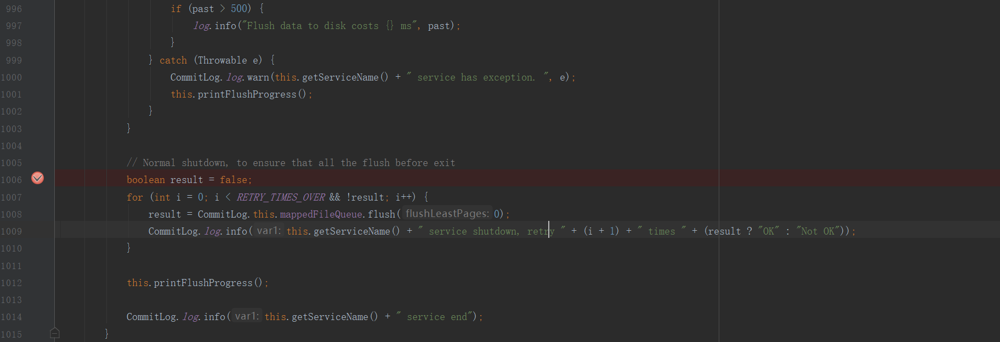 996 if (past > 500) {
997 log.info("Flush data to disk costs {} ms", past);
998 }
999 } catch (Throwable e) {
1000 CommitLog.log.warn(this.getServiceName() + " service has exception. ", e);
1001 this.printFlushProgress();
1002 }
1003 }
1004
1005 // Normal shutdown, to ensure that all the flush before exit
1006 boolean result = false;
1007 for (int i = 0; i < RETRY_TIMES_OVER && !result; i++) {
1008 result = CommitLog.this.mappedFileQueue.flush( flushLeastPages: 0);
1009 CommitLog.log.info( var1: this.getServiceName() + " service shutdown, retry " + (i + 1) + " times " + (result ? "OK" : "Not OK"));
1010 }
1011
1012 this.printFlushProgress();
1013
1014 CommitLog.log.info( var1: this.getServiceName() + " service end");
1015 }